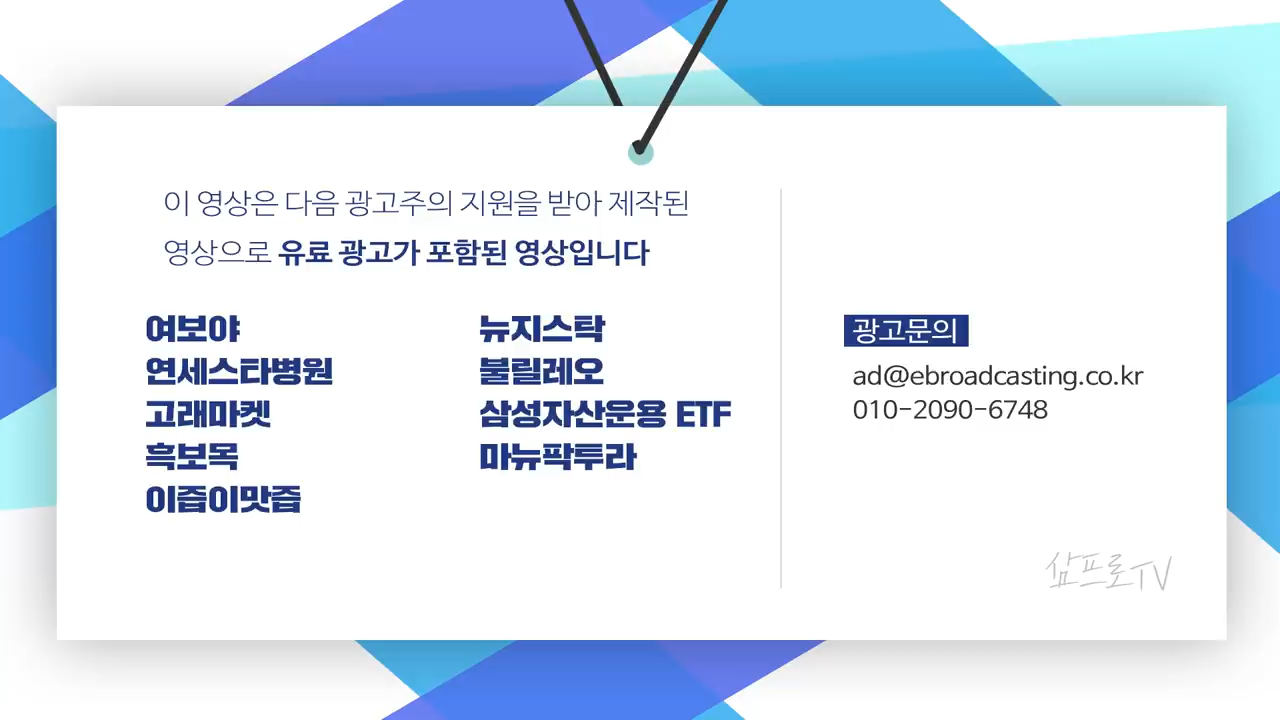 이 영상은 다음 광고주의 지원을 받아 제작된
영상으로 유료 광고가 포함된 영상입니다
여보야
연세스타병원
고래마켓
흑보목
이즙이맛즙
뉴지스탁
불릴레오
삼성자산운용 ETF
마뉴팍투라
광고문의
ad@ebroadcasting.co.kr
010-2090-6748
삼프로TV